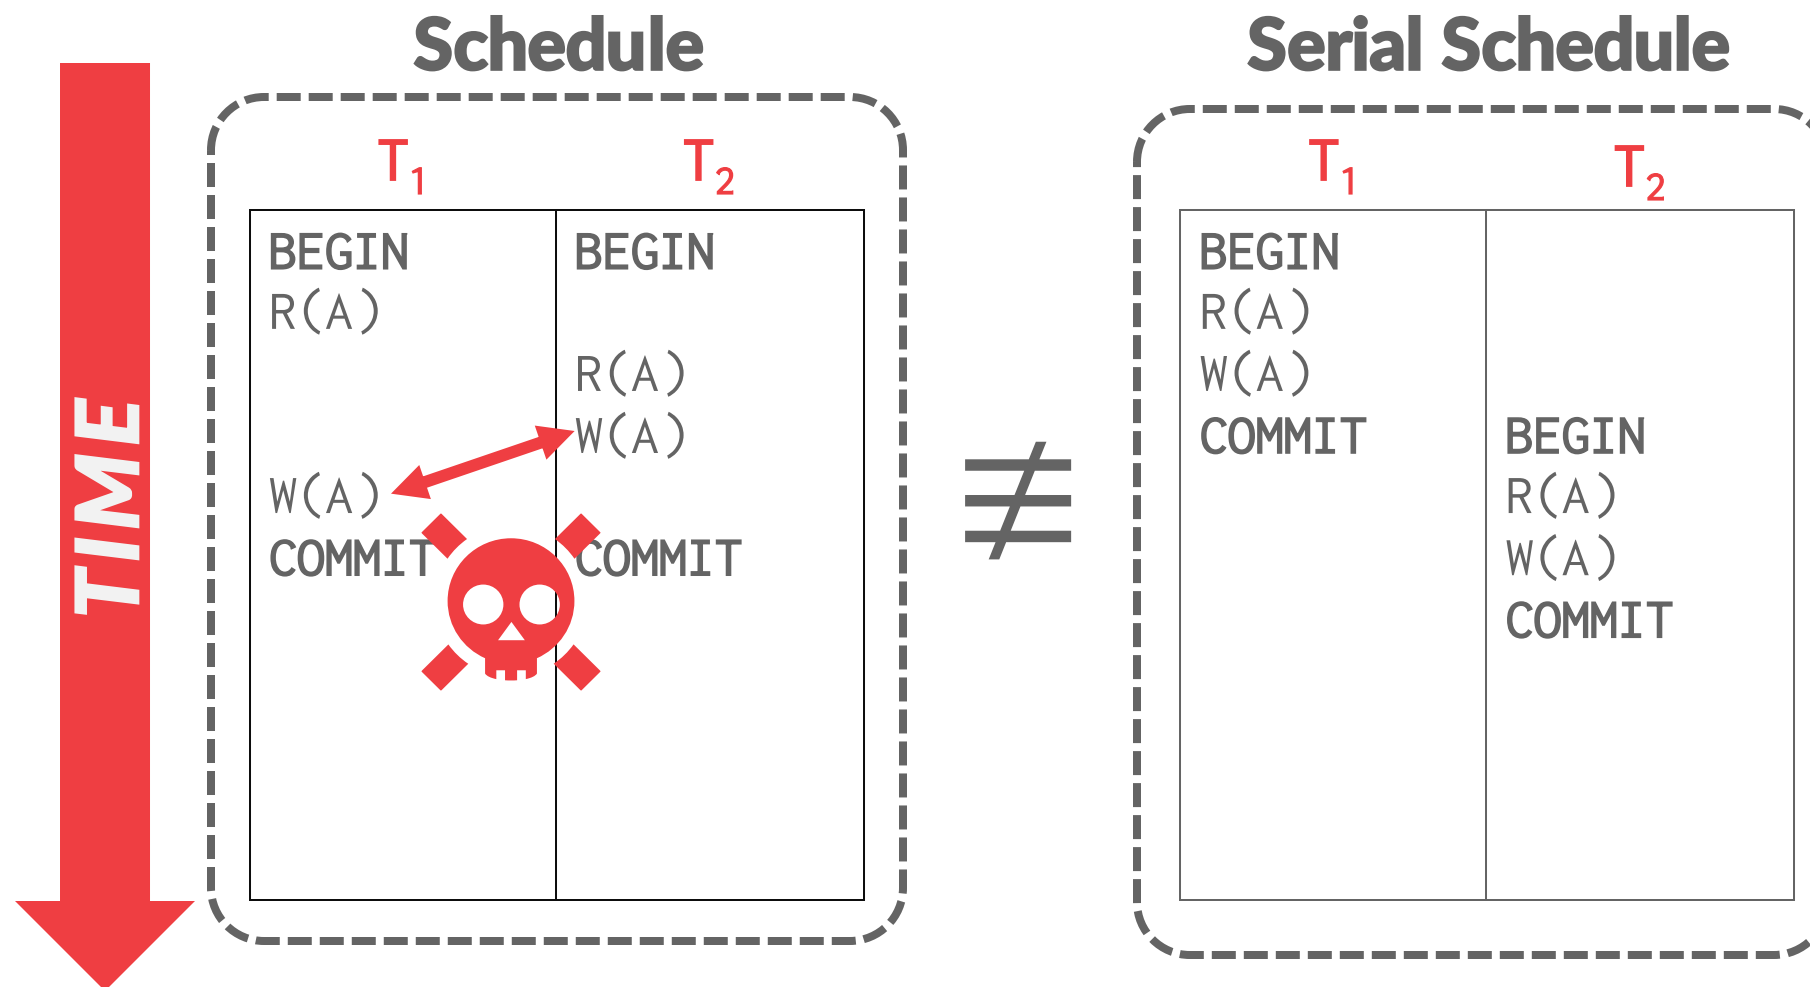 Schedule
TIME
T1 T2
BEGIN BEGIN
R(A)
R(A)
W(A)
W(A)
COMMIT COMMIT
≢
Serial Schedule
T1 T2
BEGIN
R(A)
W(A)
COMMIT BEGIN
R(A)
W(A)
COMMIT